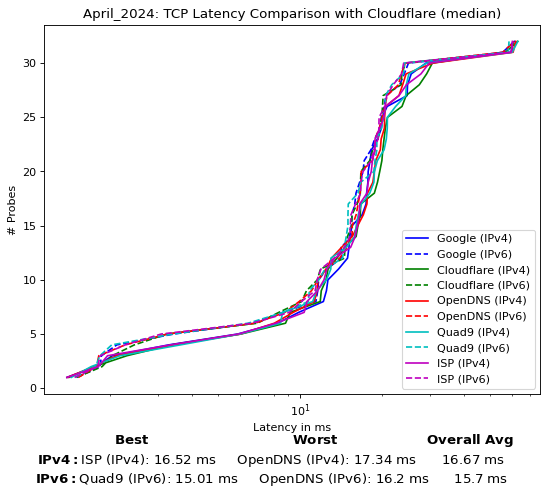 April_2024: TCP Latency Comparison with Cloudflare (median)
# Probes
30
25
20
15
10
5
0
Google (IPv4)
Google (IPv6)
Cloudflare (IPv4)
Cloudflare (IPv6)
OpenDNS (IPv4)
OpenDNS (IPv6)
Quad9 (IPv4)
Quad9 (IPv6)
ISP (IPv4)
ISP (IPv6)
10¹
Latency in ms
Best Worst Overall Avg
IPv4: ISP (IPv4): 16.52 ms OpenDNS (IPv4): 17.34 ms 16.67 ms
IPv6: Quad9 (IPv6): 15.01 ms OpenDNS (IPv6): 16.2 ms 15.7 ms